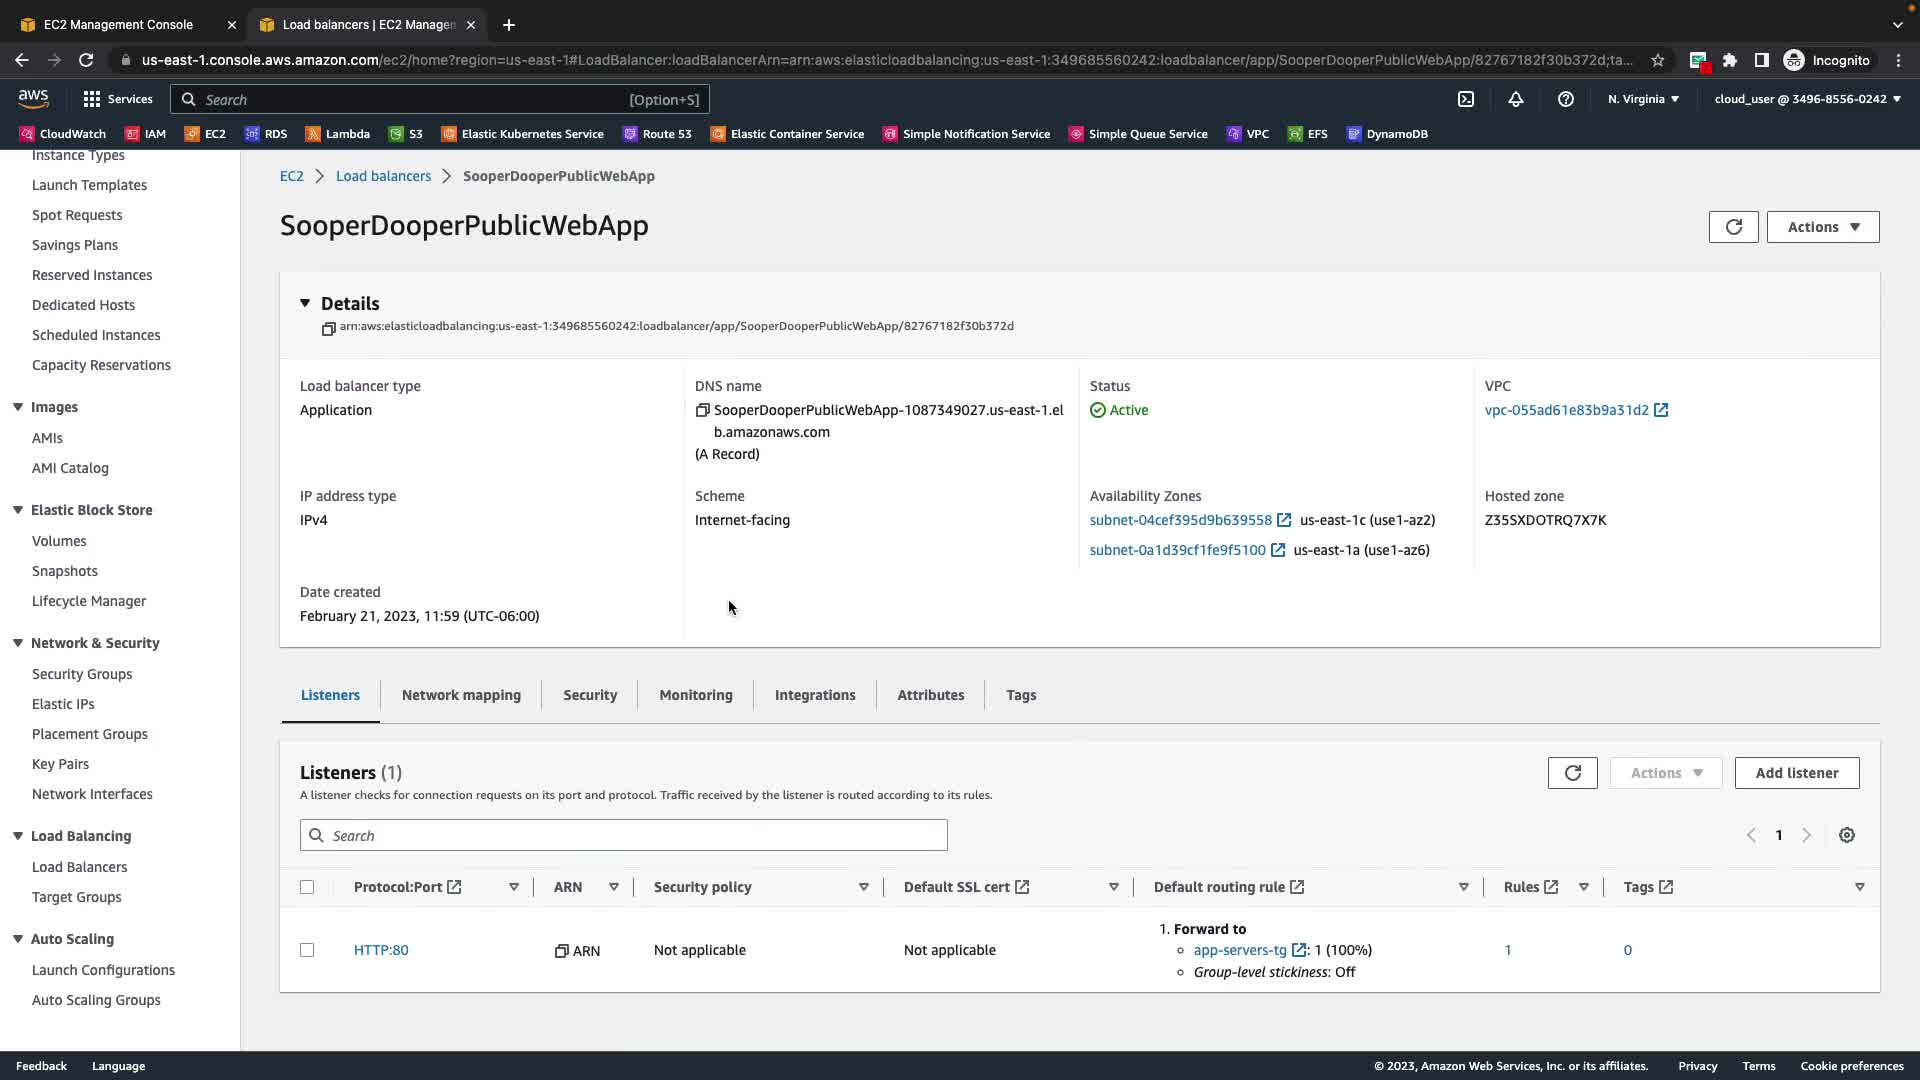 EC2 Management Console
Load balancers | EC2 Managen
us-east-1.console.aws.amazon.com/ec2/home?region=us-east-1#LoadBalancer:loadBalancerArn=arn:aws:elasticloadbalancing:us-east-1:349685560242:loadbalancer/app/SooperDooperPublicWebApp/82767182f30b372d;ta...
Incognito
aws
Services
Search
[Option+S]
N. Virginia
cloud_user @ 3496-8556-0242
CloudWatch
IAM
EC2
RDS
Lambda
S3
Elastic Kubernetes Service
Route 53
Elastic Container Service
Simple Notification Service
Simple Queue Service
VPC
EFS
DynamoDB
Instance Types
Launch Templates
Spot Requests
Savings Plans
Reserved Instances
Dedicated Hosts
Scheduled Instances
Capacity Reservations
Images
AMIs
AMI Catalog
Elastic Block Store
Volumes
Snapshots
Lifecycle Manager
Network & Security
Security Groups
Elastic IPs
Placement Groups
Key Pairs
Network Interfaces
Load Balancing
Load Balancers
Target Groups
Auto Scaling
Launch Configurations
Auto Scaling Groups
EC2 > Load balancers > SooperDooperPublicWebApp
SooperDooperPublicWebApp
Actions
Details
arn:aws:elasticloadbalancing:us-east-1:349685560242:loadbalancer/app/SooperDooperPublicWebApp/82767182f30b372d
Load balancer type
Application
DNS name
SooperDooperPublicWebApp-1087349027.us-east-1.el
b.amazonaws.com
(A Record)
Status
Active
VPC
vpc-055ad61e83b9a31d2
IP address type
IPv4
Scheme
Internet-facing
Availability Zones
subnet-04cef395d9b639558 us-east-1c (use1-az2)
subnet-0a1d39cf1fe9f5100 us-east-1a (use1-az6)
Hosted zone
Z35SXDOTRQ7X7K
Date created
February 21, 2023, 11:59 (UTC-06:00)
Listeners
Network mapping
Security
Monitoring
Integrations
Attributes
Tags
Listeners (1)
A listener checks for connection requests on its port and protocol. Traffic received by the listener is routed according to its rules.
Actions
Add listener
Search
1
Protocol:Port
ARN
Security policy
Default SSL cert
Default routing rule
Rules
Tags
HTTP:80
ARN
Not applicable
Not applicable
1. Forward to
app-servers-tg : 1 (100%)
Group-level stickiness: Off
1
0
Feedback
Language
© 2023, Amazon Web Services, Inc. or its affiliates.
Privacy
Terms
Cookie preferences